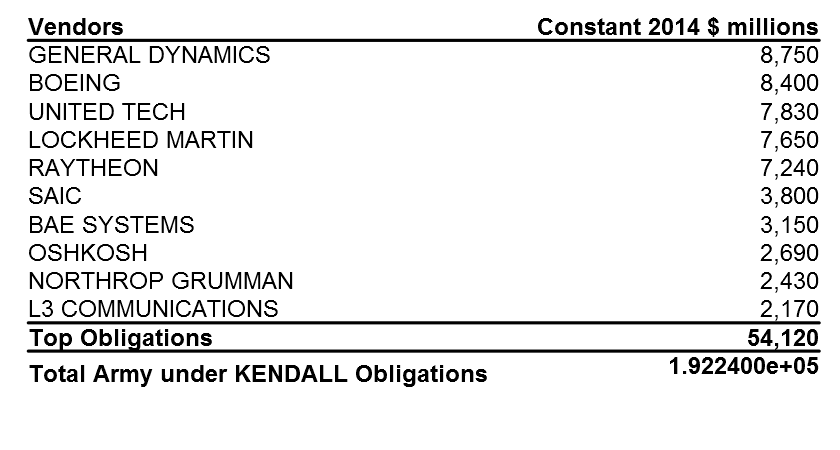 Vendors Constant 2014 $ millions
GENERAL DYNAMICS 8,750
BOEING 8,400
UNITED TECH 7,830
LOCKHEED MARTIN 7,650
RAYTHEON 7,240
SAIC 3,800
BAE SYSTEMS 3,150
OSHKOSH 2,690
NORTHROP GRUMMAN 2,430
L3 COMMUNICATIONS 2,170
Top Obligations 54,120
Total Army under KENDALL Obligations 1.922400e+05